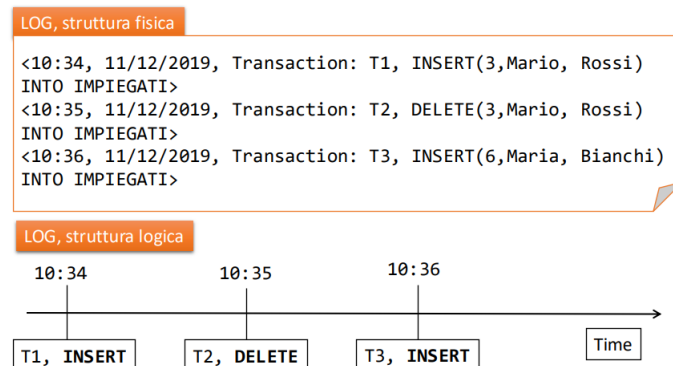 LOG, struttura fisica
<10:34, 11/12/2019, Transaction: T1, INSERT(3,Mario, Rossi)
INTO IMPIEGATI>
<10:35, 11/12/2019, Transaction: T2, DELETE(3,Mario, Rossi)
INTO IMPIEGATI>
<10:36, 11/12/2019, Transaction: T3, INSERT(6,Maria, Bianchi)
INTO IMPIEGATI>
LOG, struttura logica
10:34 10:35 10:36
Time
T1, INSERT T2, DELETE T3, INSERT